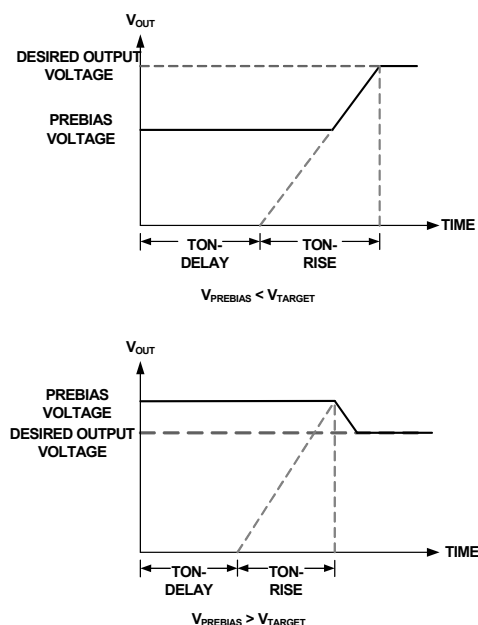 VOUT
DESIRED OUTPUT
VOLTAGE
PREBIAS
VOLTAGE
TIME
TON-
DELAY
TON-
RISE
VPREBIAS < VTARGET
VOUT
PREBIAS
VOLTAGE
DESIRED OUTPUT
VOLTAGE
TIME
TON-
DELAY
TON-
RISE
VPREBIAS > VTARGET